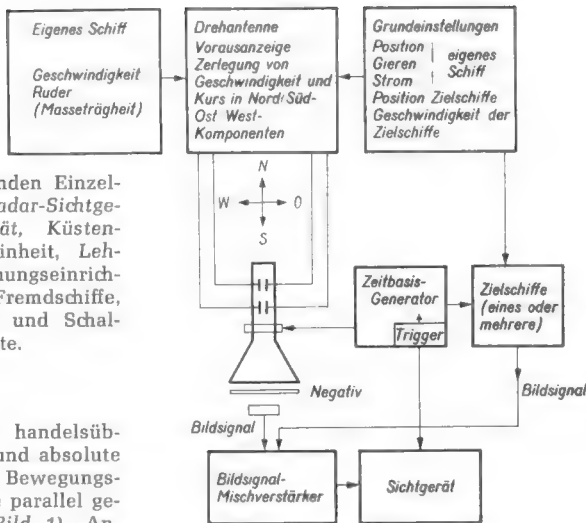 Eigenes Schiff
Geschwindigkeit
Ruder
(Masseträgheit)
Drehantenne
Vorausanzeige
Zerlegung von
Geschwindigkeit und
Kurs in Nord/Süd-
Ost West-
Komponenten
Grundeinstellungen
Position
Gieren
Strom
eigenes
Schiff
Position Zielschiffe
Geschwindigkeit der
Zielschiffe
N
W
O
S
nden Einzel-
adar-Sichtge-
ät, Küsten-
einheit, Leh-
nungseinrich-
Fremdschiffe,
und Schal-
te.
Zeitbasis-
Generator
Trigger
Zielschiffe
(eines oder
mehrere)
Negativ
Bildsignal
Bildsignal
handelsüb-
und absolute
Bewegungs-
e parallel ge-
Bild 1). An-
Bildsignal-
Mischverstärker
Sichtgerät